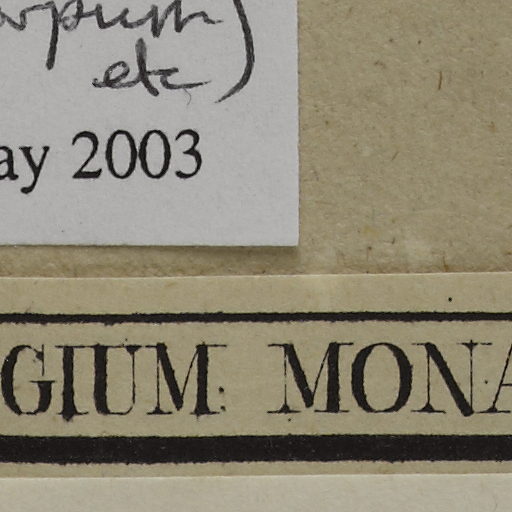 etc)
ay 2003
GIUM: MONA